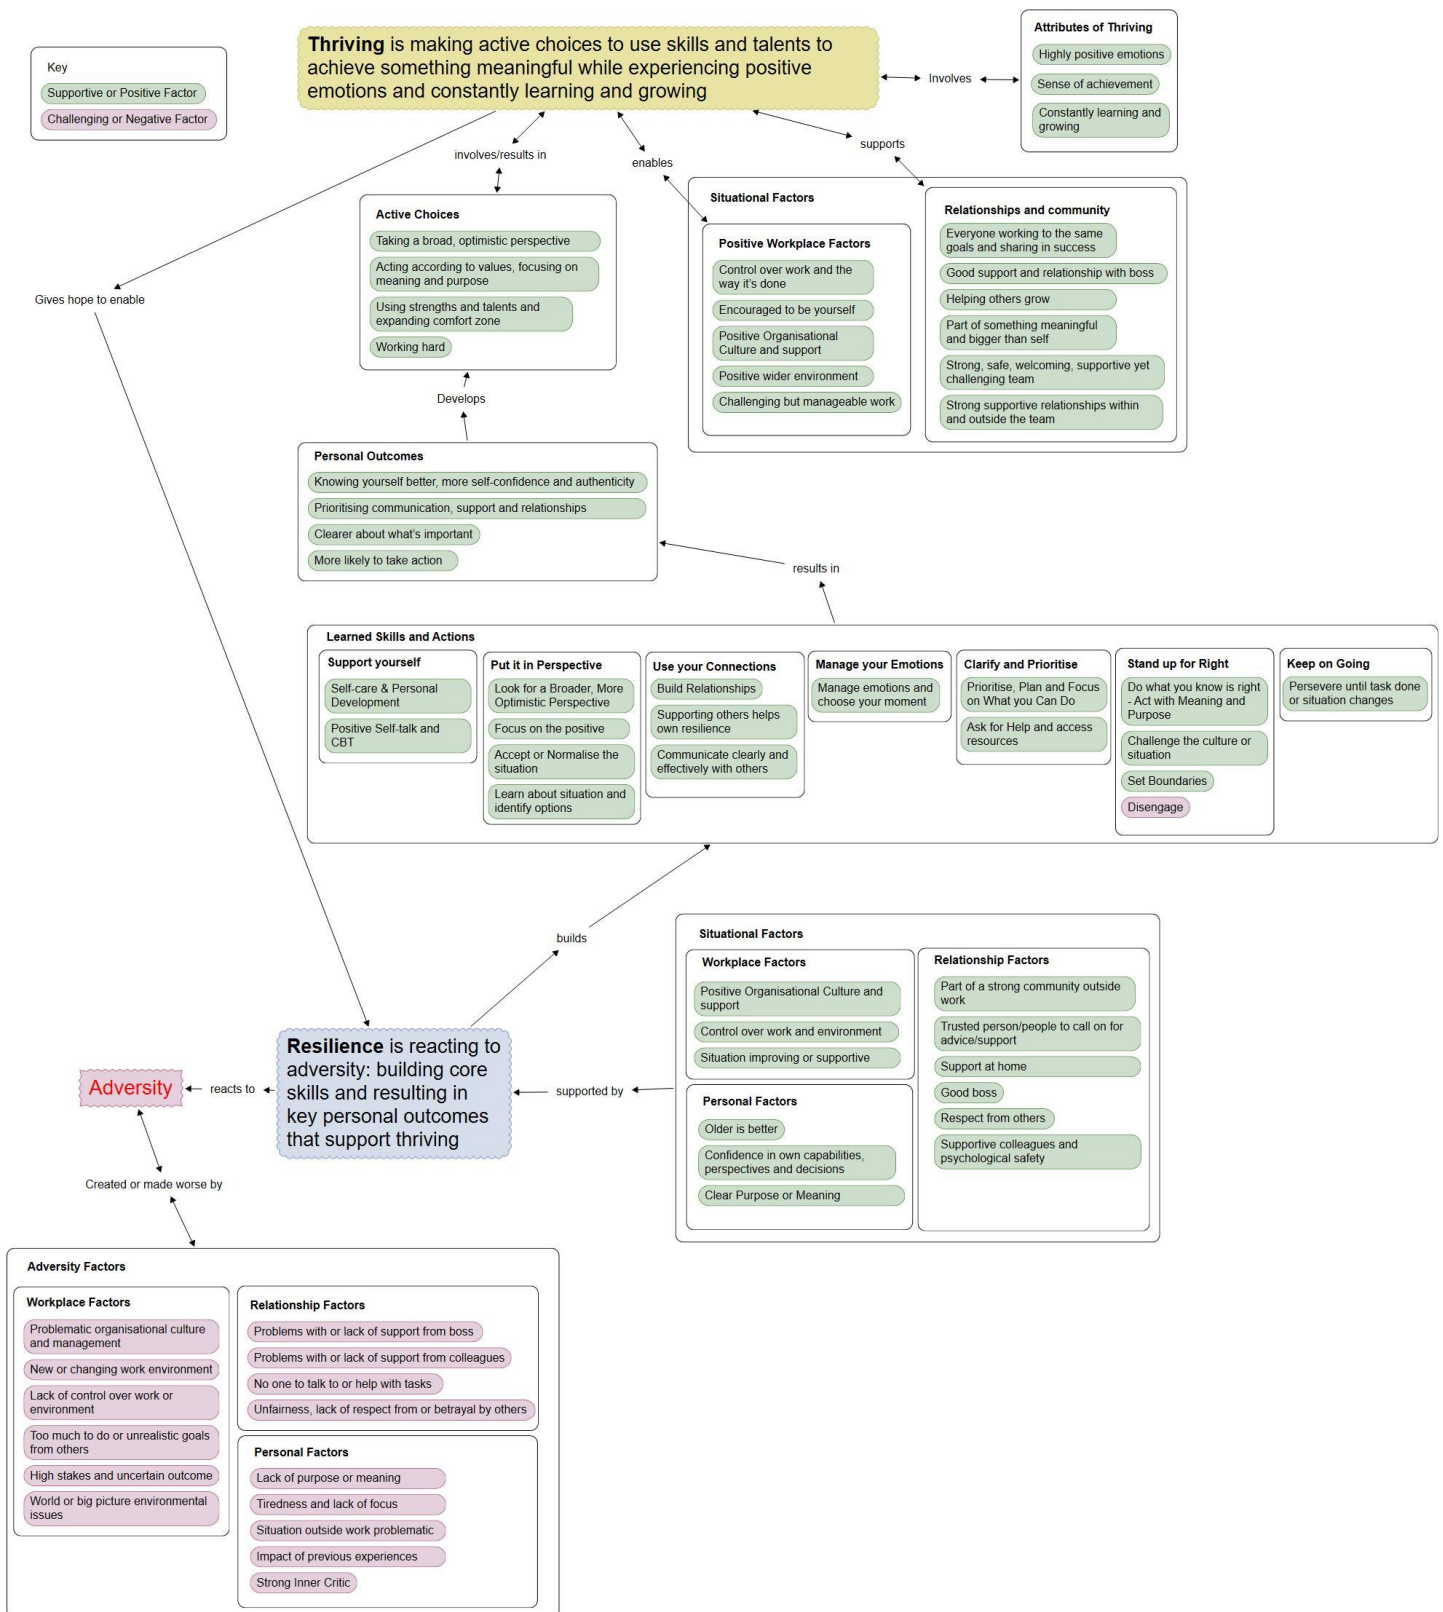 Key
Supportive or Positive Factor
Challenging or Negative Factor
Thriving is making active choices to use skills and talents to
achieve something meaningful while experiencing positive
emotions and constantly learning and growing
Involves
Attributes of Thriving
Highly positive emotions
Sense of achievement
Constantly learning and
growing
involves/results in
enables
supports
Gives hope to enable
Active Choices
Taking a broad, optimistic perspective
Acting according to values, focusing on
meaning and purpose
Using strengths and talents and
expanding comfort zone
Working hard
Situational Factors
Positive Workplace Factors
Control over work and the
way it's done
Encouraged to be yourself
Positive Organisational
Culture and support
Positive wider environment
Challenging but manageable work
Relationships and community
Everyone working to the same
goals and sharing in success
Good support and relationship with boss
Helping others grow
Part of something meaningful
and bigger than self
Strong, safe, welcoming, supportive yet
challenging team
Strong supportive relationships within
and outside the team
Develops
Personal Outcomes
Knowing yourself better, more self-confidence and authenticity
Prioritising communication, support and relationships
Clearer about what's important
More likely to take action
results in
Learned Skills and Actions
Support yourself
Self-care & Personal
Development
Positive Self-talk and
CBT
Put it in Perspective
Look for a Broader, More
Optimistic Perspective
Focus on the positive
Accept or Normalise the
situation
Learn about situation and
identify options
Use your Connections
Build Relationships
Supporting others helps
own resilience
Communicate clearly and
effectively with others
Manage your Emotions
Manage emotions and
choose your moment
Clarify and Prioritise
Prioritise, Plan and Focus
on What you Can Do
Ask for Help and access
resources
Stand up for Right
Do what you know is right
- Act with Meaning and
Purpose
Challenge the culture or
situation
Set Boundaries
Disengage
Keep on Going
Persevere until task done
or situation changes
builds
Situational Factors
Workplace Factors
Positive Organisational Culture and
support
Control over work and environment
Situation improving or supportive
Personal Factors
Older is better
Confidence in own capabilities,
perspectives and decisions
Clear Purpose or Meaning
Relationship Factors
Part of a strong community outside
work
Trusted person/people to call on for
advice/support
Support at home
Good boss
Respect from others
Supportive colleagues and
psychological safety
supported by
Resilience is reacting to
adversity: building core
skills and resulting in
key personal outcomes
that support thriving
reacts to
Adversity
Created or made worse by
Adversity Factors
Workplace Factors
Problematic organisational culture
and management
New or changing work environment
Lack of control over work or
environment
Too much to do or unrealistic goals
from others
High stakes and uncertain outcome
World or big picture environmental
issues
Relationship Factors
Problems with or lack of support from boss
Problems with or lack of support from colleagues
No one to talk to or help with tasks
Unfairness, lack of respect from or betrayal by others
Personal Factors
Lack of purpose or meaning
Tiredness and lack of focus
Situation outside work problematic
Impact of previous experiences
Strong Inner Critic